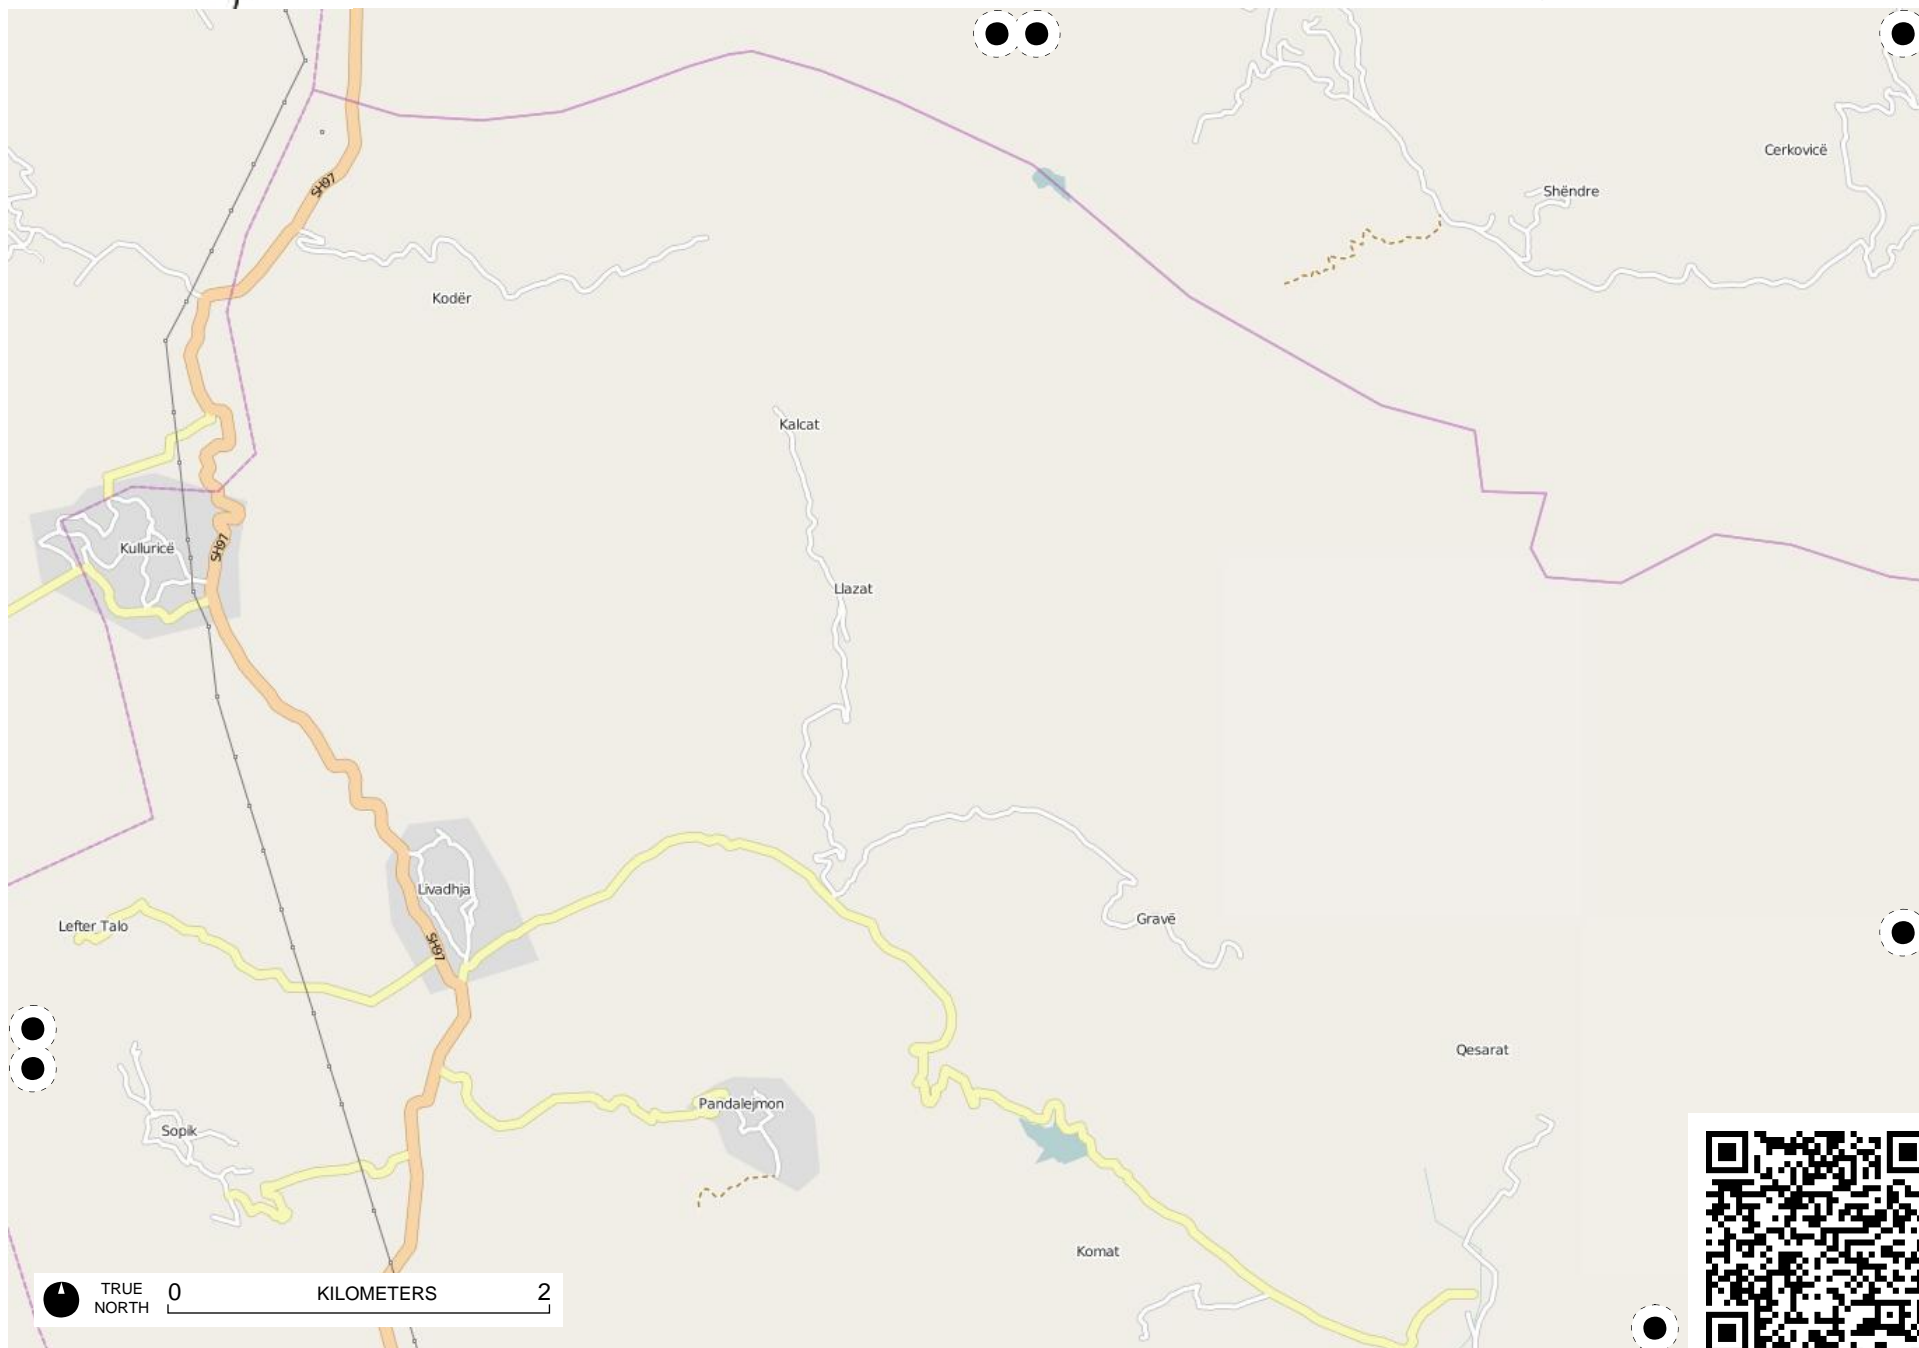 Cerkovicë
SH97
Shëndre
Kodër
Kalcat
SH97
Kulluricë
Llazat
Livadhja
Gravë
Lefter Talo
SH97
Qesarat
Pandalejmon
Sopik
Komat
TRUE
NORTH
0 KILOMETERS 2